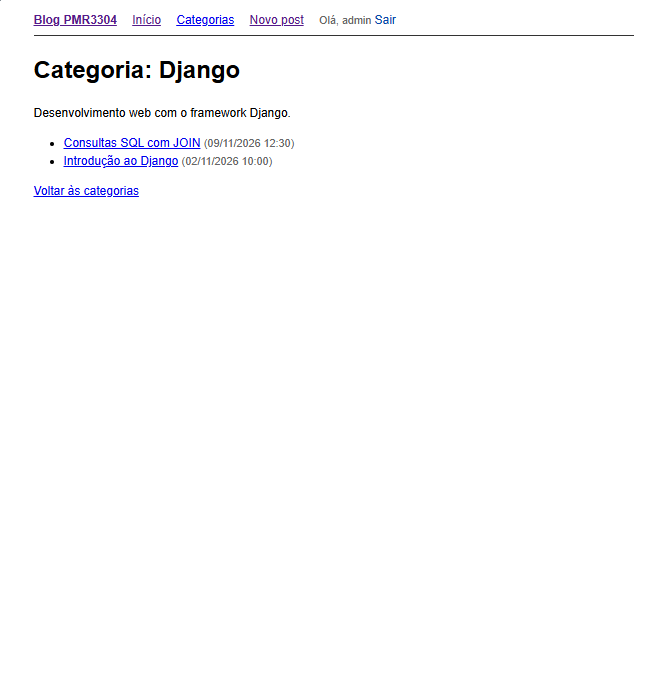 Blog PMR3304 Início Categorias Novo post Olá, admin Sair
Categoria: Django
Desenvolvimento web com o framework Django.
Consultas SQL com JOIN (09/11/2026 12:30)
Introdução ao Django (02/11/2026 10:00)
Voltar às categorias